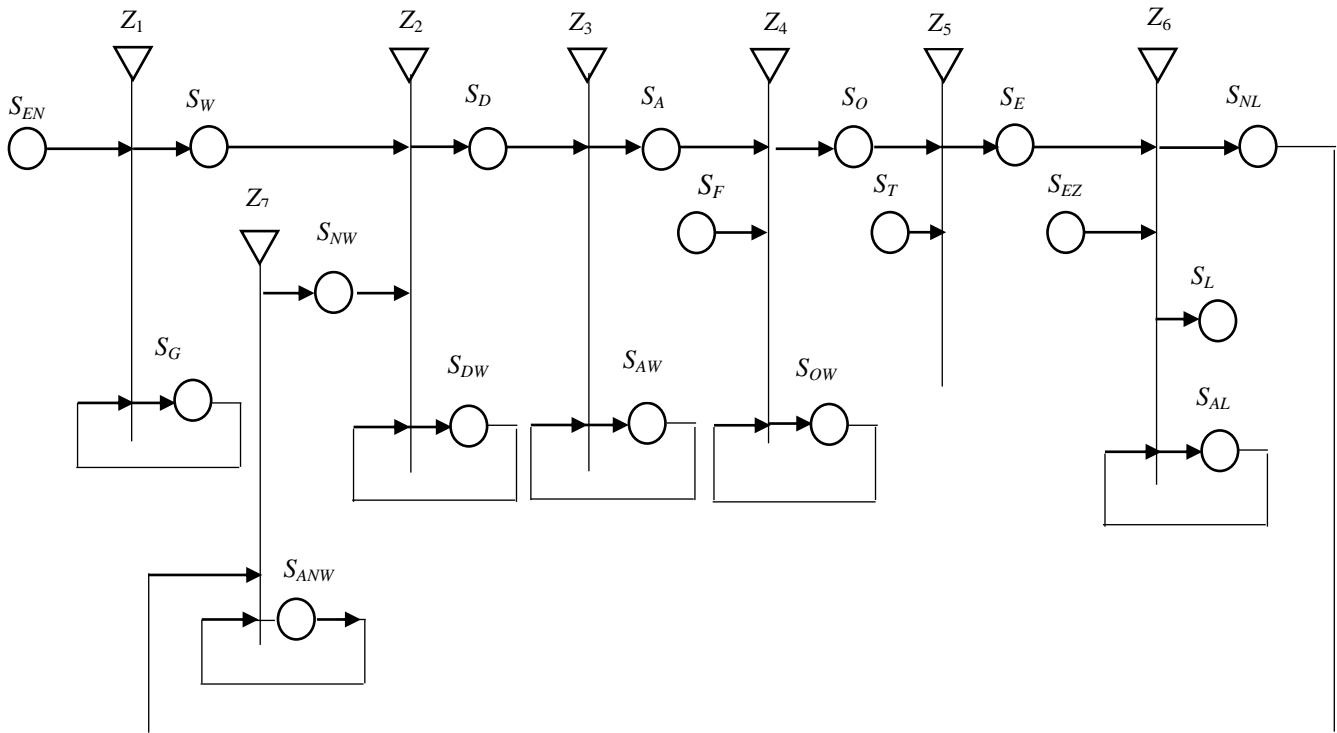 Z1 Z2 Z3 Z4 Z5 Z6
SEN SW SD SA SO SE SNL
Z7 SNW SF ST SEZ
SL
SG SDW SAW SOW SAL
SANW